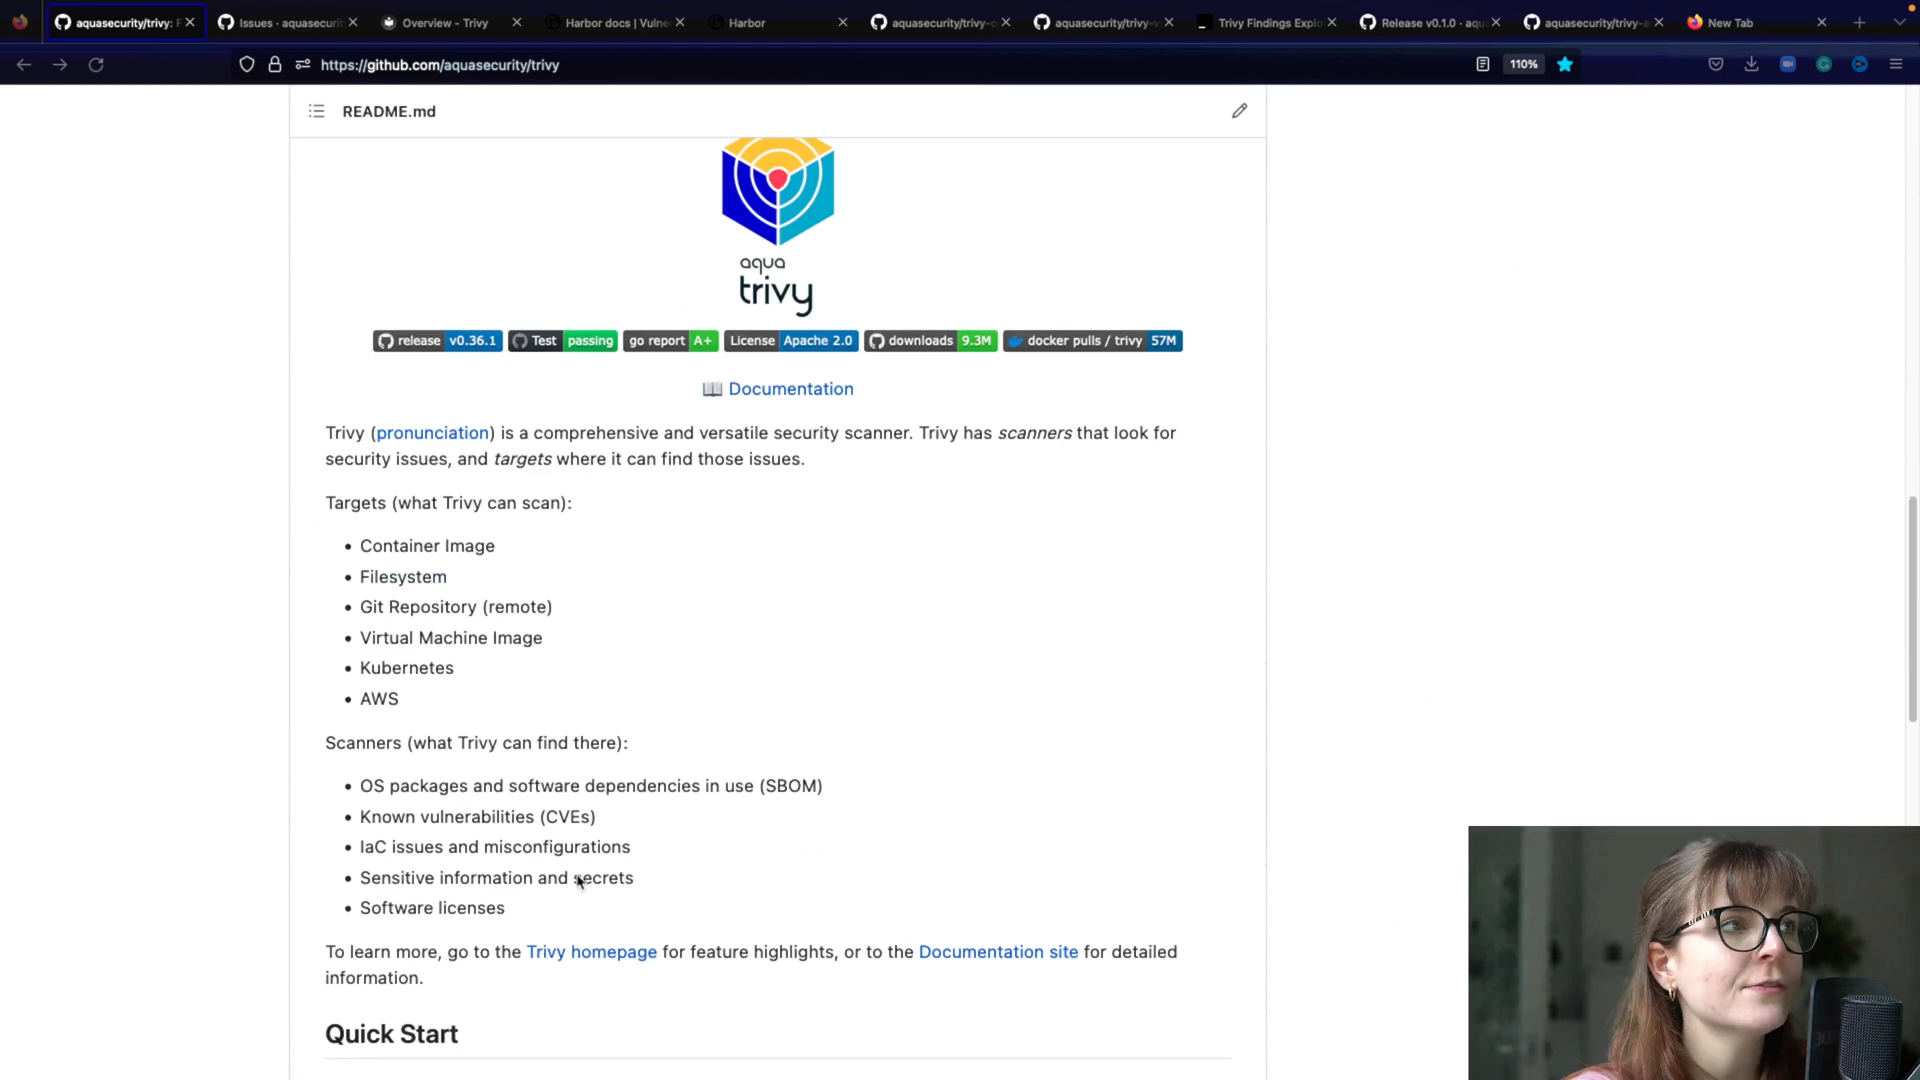 aquasecurity/trivy: F
Issues · aquasecurit
Overview - Trivy
Harbor docs | Vulne
Harbor
aquasecurity/trivy-o
aquasecurity/trivy-v
Trivy Findings Explo
Release v0.1.0 · aqu
aquasecurity/trivy-a
New Tab
https://github.com/aquasecurity/trivy
110%
README.md
aqua
trivy
release v0.36.1
Test passing
go report A+
License Apache 2.0
downloads 9.3M
docker pulls / trivy 57M
Documentation
Trivy (pronunciation) is a comprehensive and versatile security scanner. Trivy has scanners that look for
security issues, and targets where it can find those issues.
Targets (what Trivy can scan):
• Container Image
• Filesystem
• Git Repository (remote)
• Virtual Machine Image
• Kubernetes
• AWS
Scanners (what Trivy can find there):
• OS packages and software dependencies in use (SBOM)
• Known vulnerabilities (CVEs)
• IaC issues and misconfigurations
• Sensitive information and secrets
• Software licenses
To learn more, go to the Trivy homepage for feature highlights, or to the Documentation site for detailed
information.
Quick Start